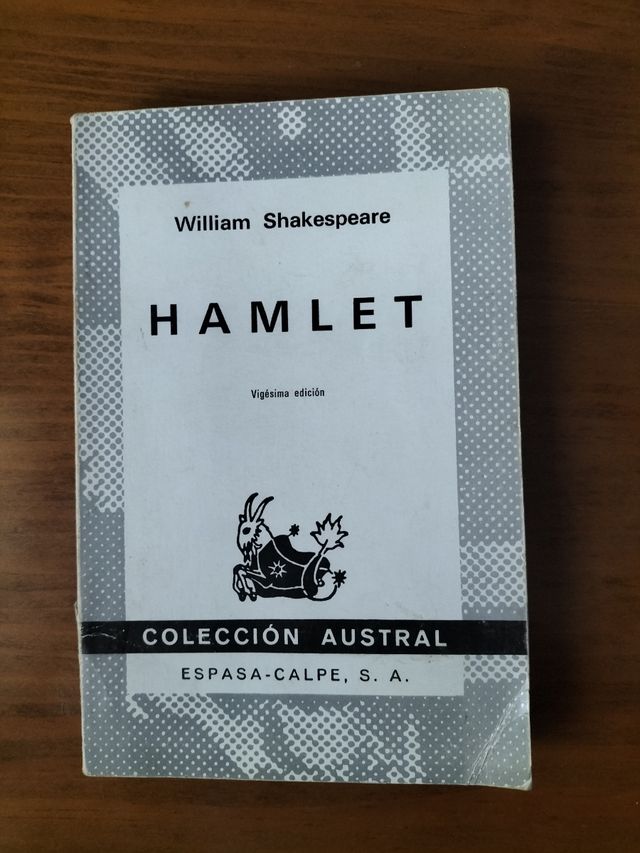 William Shakespeare
HAMLET
Vigésima edición
COLECCIÓN AUSTRAL
ESPASA-CALPE, S. A.